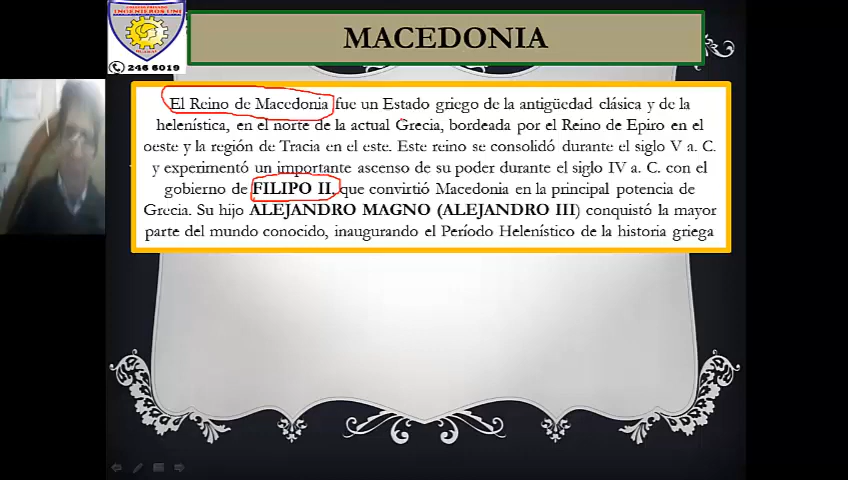 INGENIEROS UNI
246 6019
MACEDONIA
El Reino de Macedonia fue un Estado griego de la antigüedad clásica y de la
helenística, en el norte de la actual Grecia, bordeada por el Reino de Epiro en el
oeste y la región de Tracia en el este. Este reino se consolidó durante el siglo V a. C.
y experimentó un importante ascenso de su poder durante el siglo IV a. C. con el
gobierno de FILIPO II, que convirtió Macedonia en la principal potencia de
Grecia. Su hijo ALEJANDRO MAGNO (ALEJANDRO III) conquistó la mayor
parte del mundo conocido, inaugurando el Período Helenístico de la historia griega